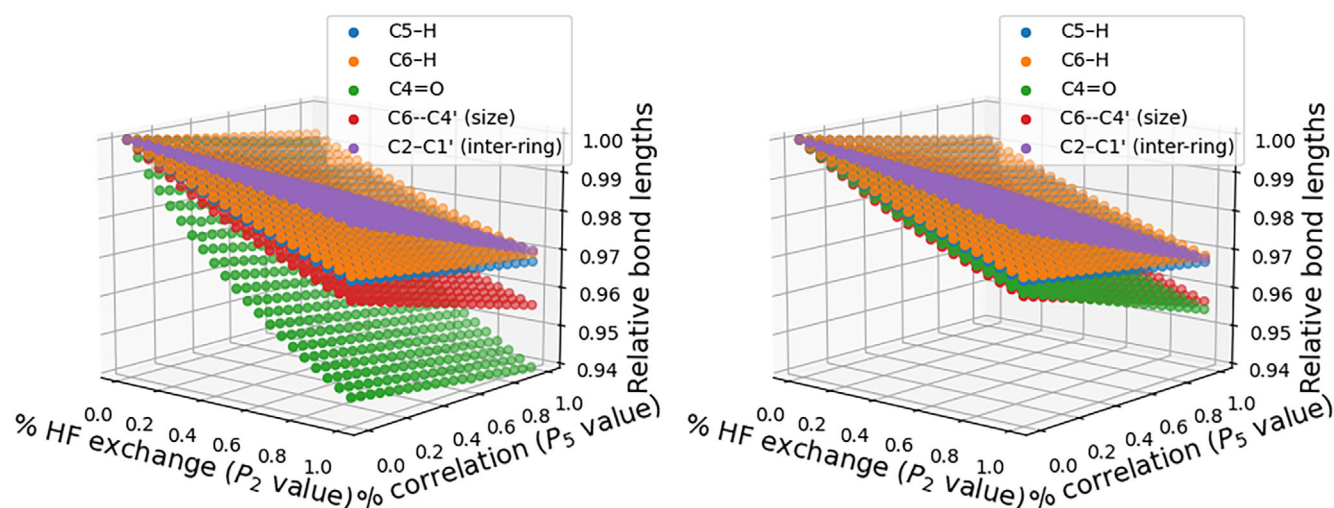 C5–H
C6–H
C4=O
C6--C4' (size)
C2–C1' (inter-ring)
1.00
0.99
0.98
0.97
0.96
0.95
0.94
Relative bond lengths
0.0 0.2 0.4 0.6 0.8 1.0
% HF exchange (P2 value)
0.0 0.2 0.4 0.6 0.8 1.0
% correlation (P5 value)
C5–H
C6–H
C4=O
C6--C4' (size)
C2–C1' (inter-ring)
1.00
0.99
0.98
0.97
0.96
0.95
0.94
Relative bond lengths
0.0 0.2 0.4 0.6 0.8 1.0
% HF exchange (P2 value)
0.0 0.2 0.4 0.6 0.8 1.0
% correlation (P5 value)